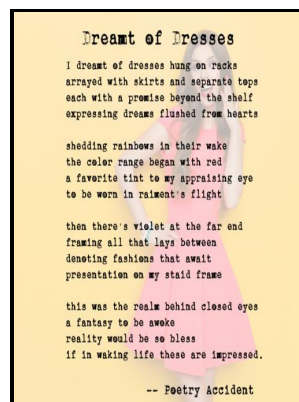 Dreamt of Dresses
I dreamt of dresses hung on racks
arrayed with skirts and separate tops
each with a promise beyond the shelf
expressing dreams flushed from hearts
shedding rainbows in their wake
the color range began with red
a favorite tint to my appraising eye
to be worn in raiment's flight
then there's violet at the far end
framing all that lays between
denoting fashions that await
presentation on my staid frame
this was the realm behind closed eyes
a fantasy to be awoke
reality would be so bless
if in waking life these are impressed.
-- Poetry Accident